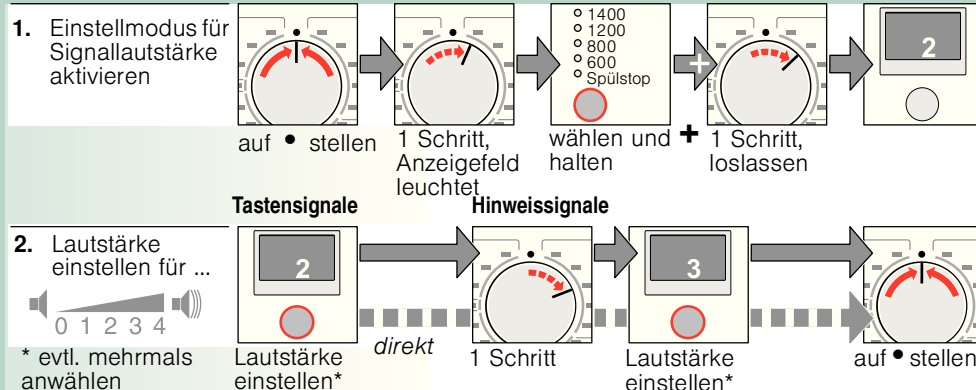 1. Einstellmodus für
Signallautstärke
aktivieren
auf • stellen
1 Schritt,
Anzeigefeld
leuchtet
1400
1200
800
600
Spülstop
wählen und
halten
+
+
1 Schritt,
loslassen
2
Tastensignale
Hinweissignale
2. Lautstärke
einstellen für ...
0 1 2 3 4
* evtl. mehrmals
anwählen
2
Lautstärke
einstellen*
direkt
1 Schritt
3
Lautstärke
einstellen*
auf • stellen